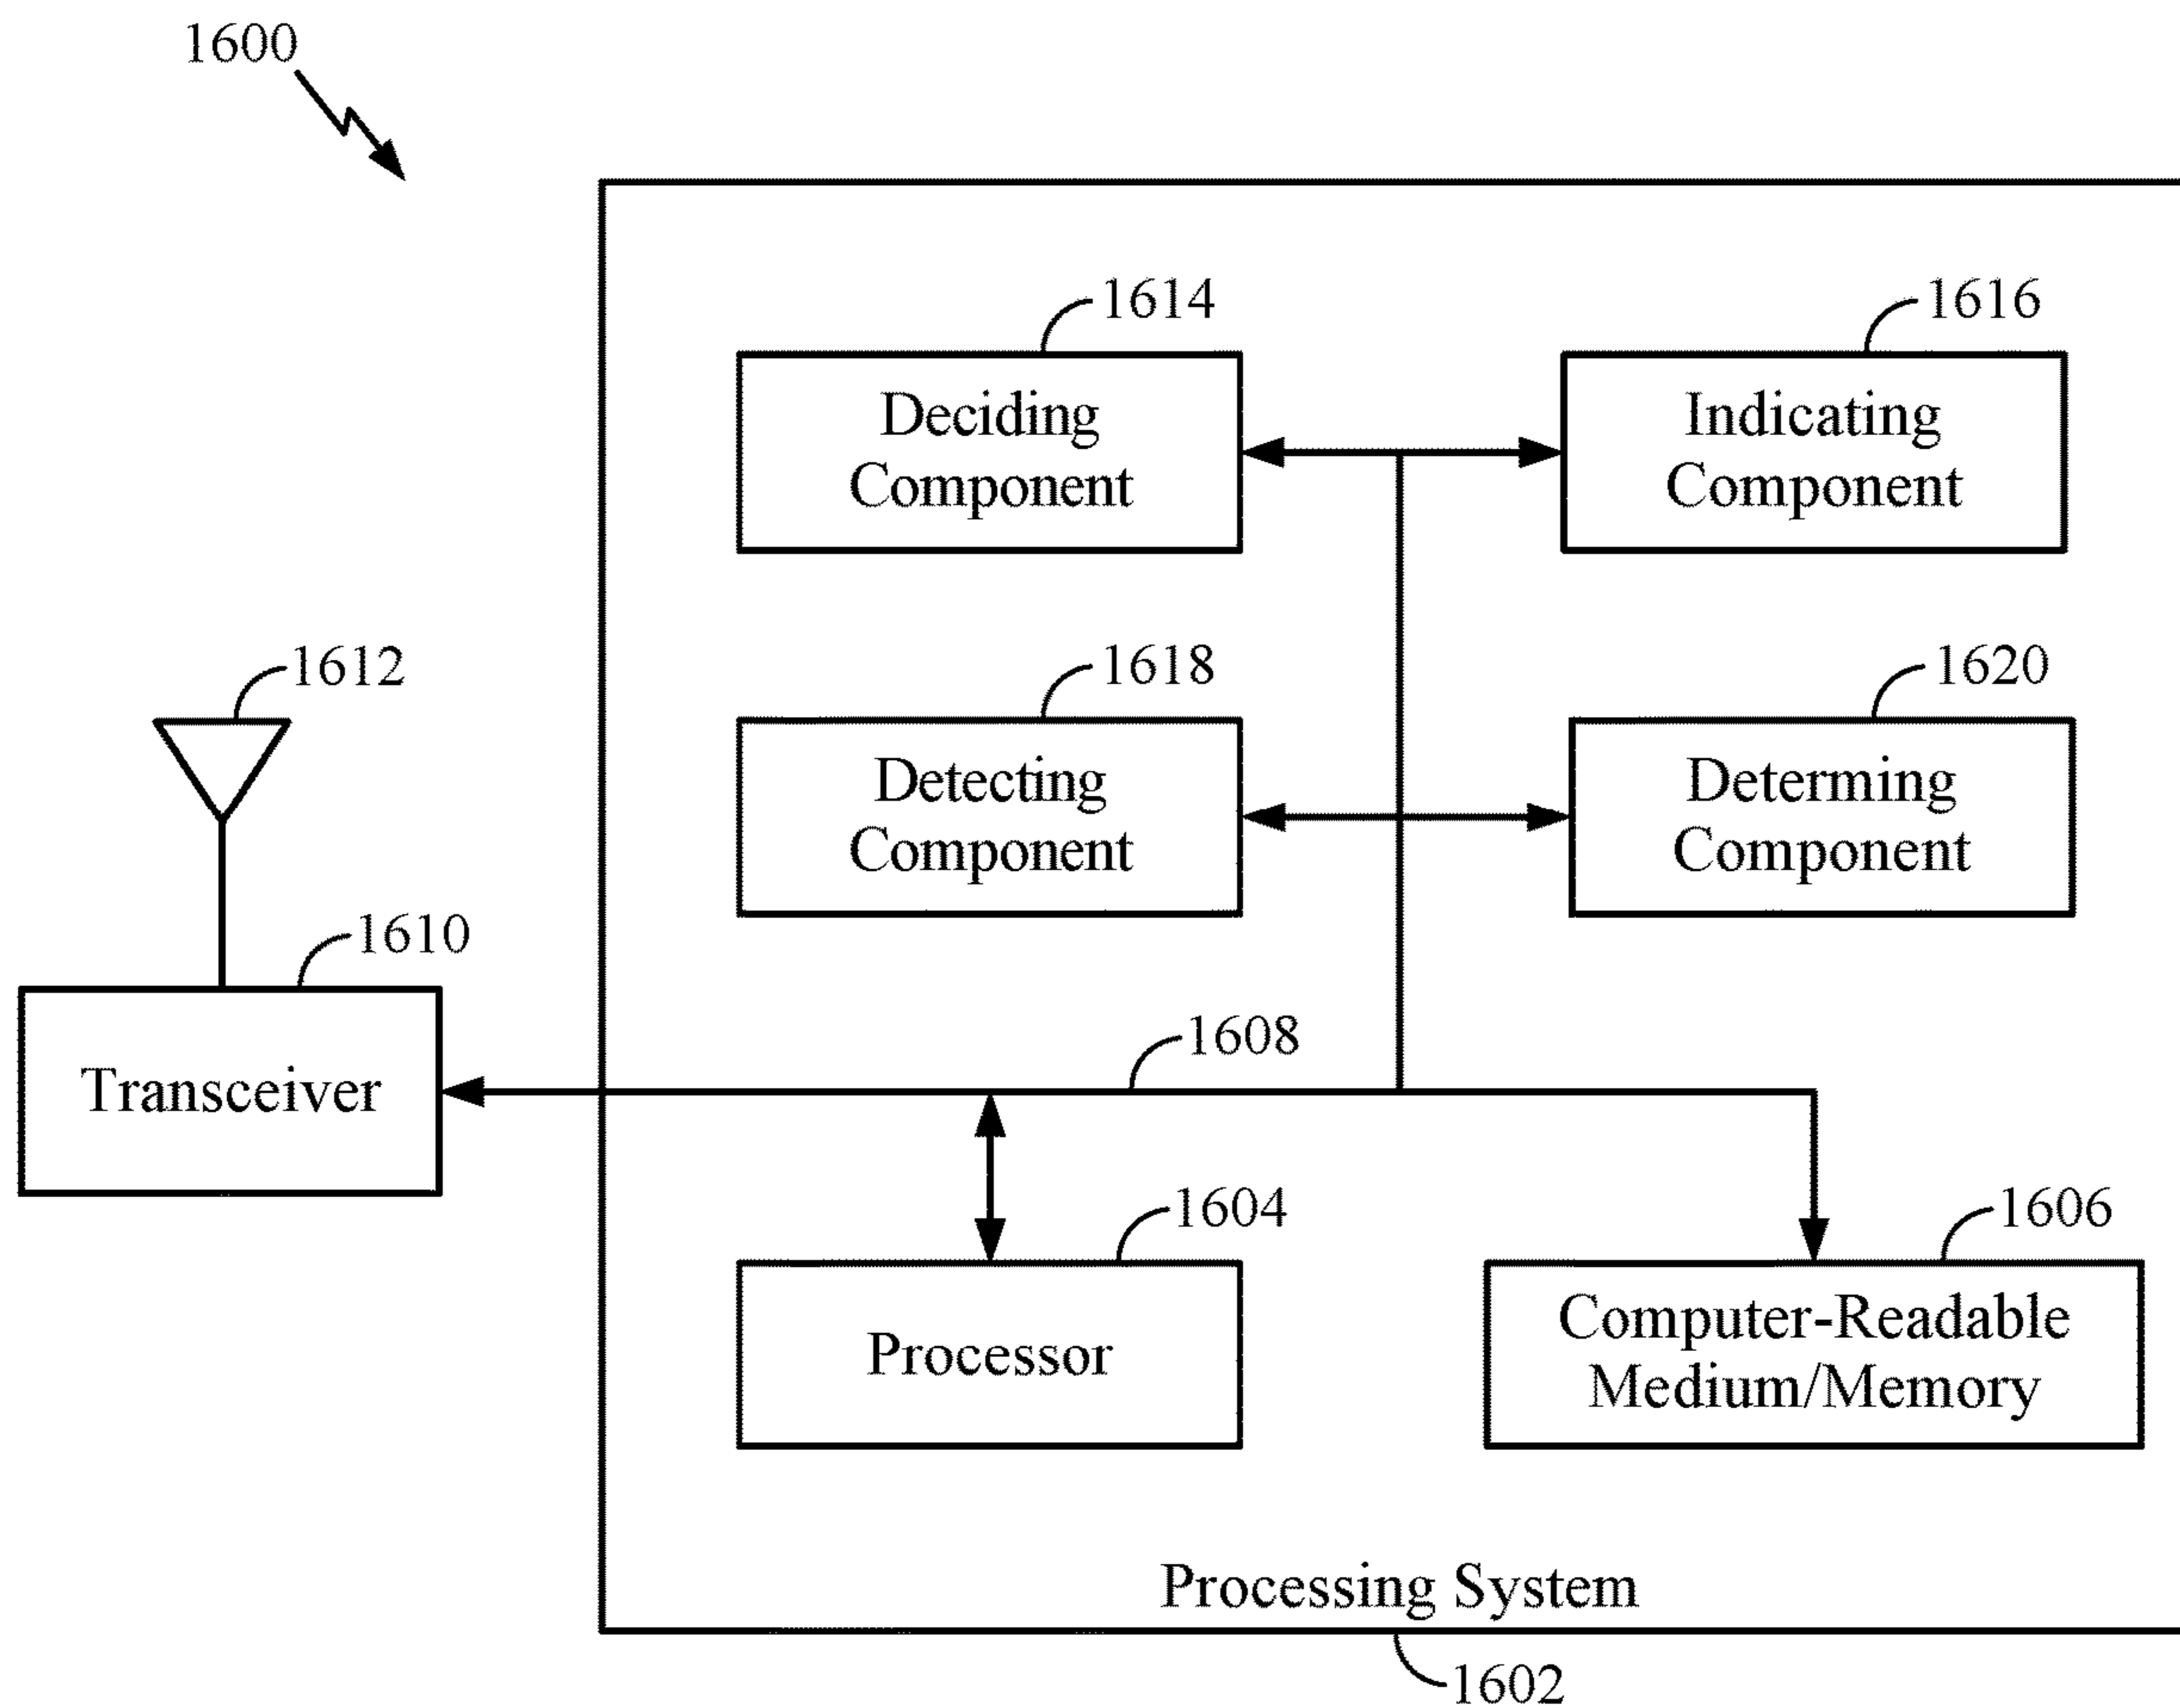 1600
1614
1616
Deciding
Component
Indicating
Component
1612
1618
1620
Detecting
Component
Determing
Component
1610
Transceiver
1608
1604
1606
Processor
Computer-Readable
Medium/Memory
Processing System
1602